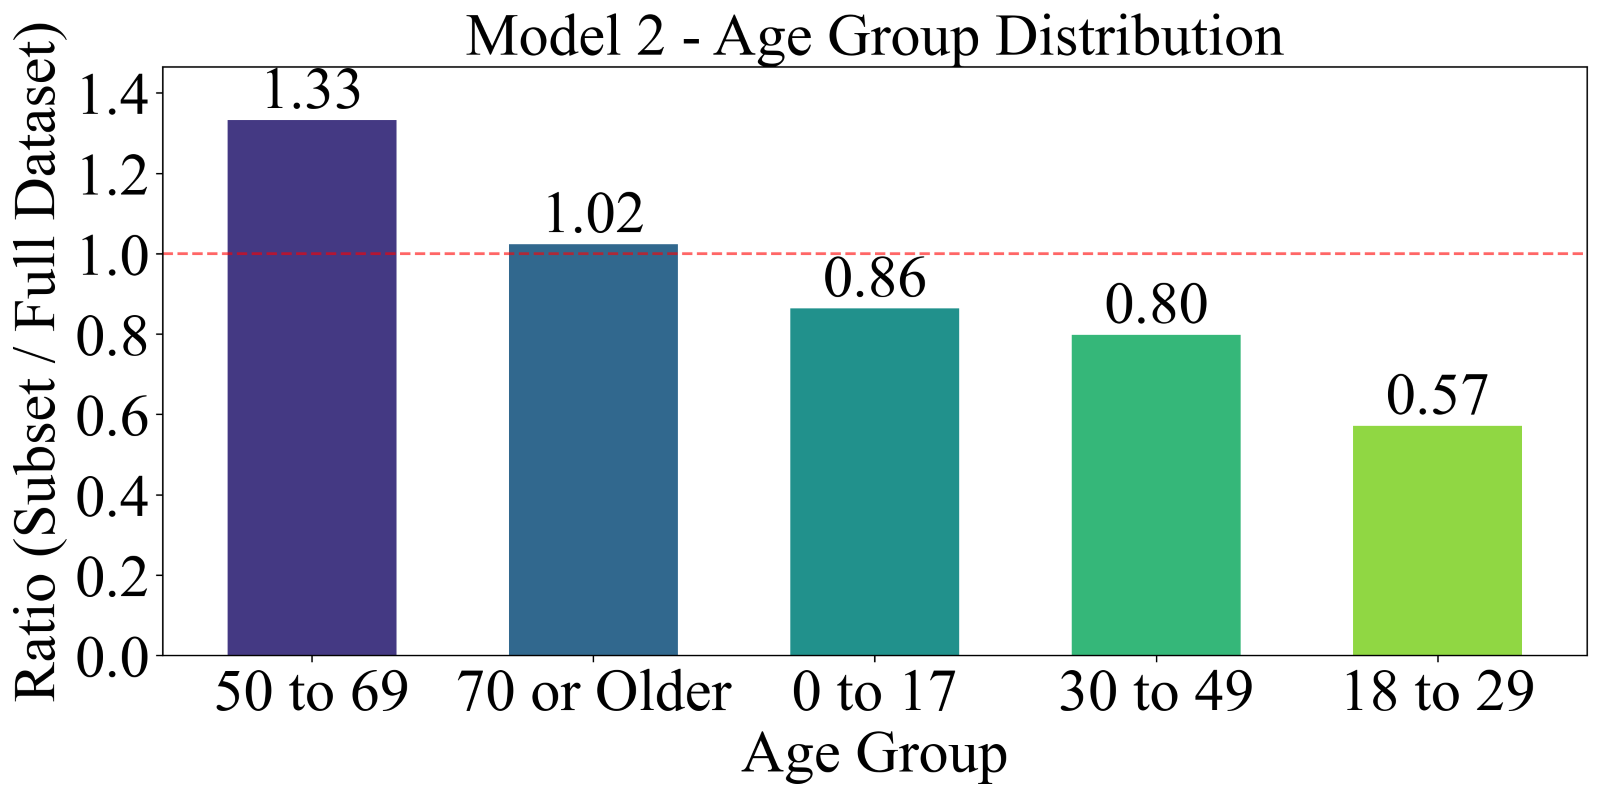 Model 2 - Age Group Distribution
Ratio (Subset / Full Dataset)
1.4
1.2
1.0
0.8
0.6
0.4
0.2
0.0
1.33
1.02
0.86
0.80
0.57
50 to 69
70 or Older
0 to 17
30 to 49
18 to 29
Age Group